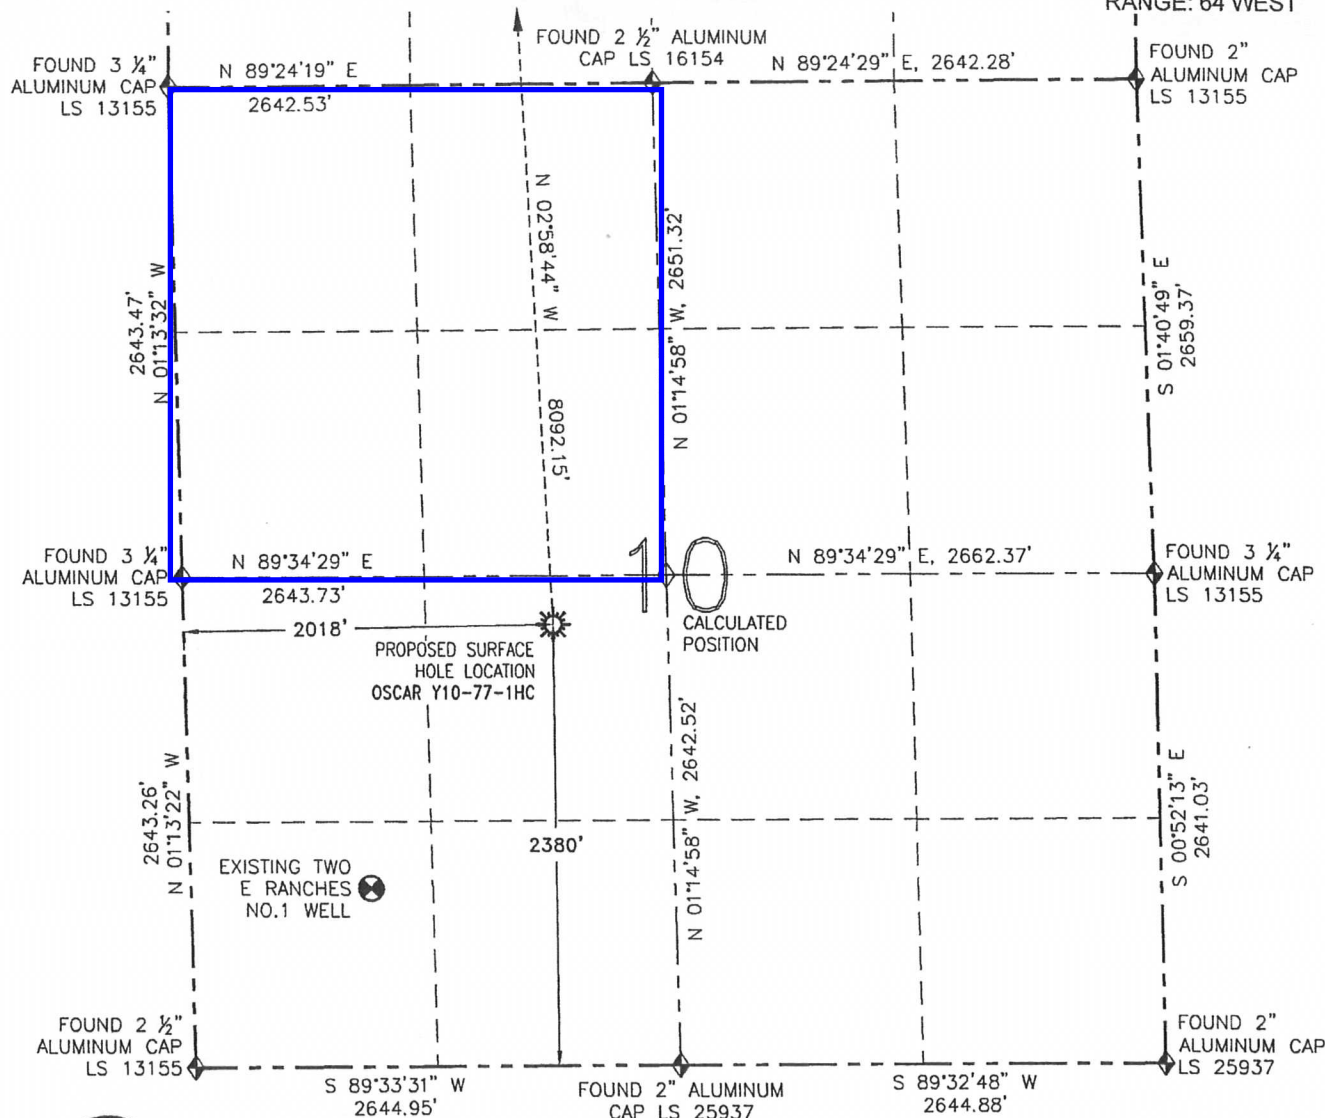 RANGE: 64 WEST
FOUND 3 ¼"
ALUMINUM CAP
LS 13155
N 89°24'19" E
2642.53'
FOUND 2 ½" ALUMINUM
CAP LS 16154
N 89°24'29" E, 2642.28'
FOUND 2"
ALUMINUM CAP
LS 13155
N 02°58'44" W
8092.15'
2643.47'
N 01°13'32" W
N 01°14'58" W, 2651.32'
S 01°40'49" E
2659.37'
FOUND 3 ¼"
ALUMINUM CAP
LS 13155
N 89°34'29" E
2643.73'
10
N 89°34'29" E, 2662.37'
FOUND 3 ¼"
ALUMINUM CAP
LS 13155
CALCULATED
POSITION
2018'
PROPOSED SURFACE
HOLE LOCATION
OSCAR Y10-77-1HC
2643.26'
N 01°13'22" W
N 01°14'58" W, 2642.52'
S 00°52'13" E
2641.03'
2380'
EXISTING TWO
E RANCHES
NO.1 WELL
FOUND 2 ½"
ALUMINUM CAP
LS 13155
S 89°33'31" W
2644.95'
FOUND 2" ALUMINUM
CAP LS 25937
S 89°32'48" W
2644.88'
FOUND 2"
ALUMINUM CAP
LS 25937